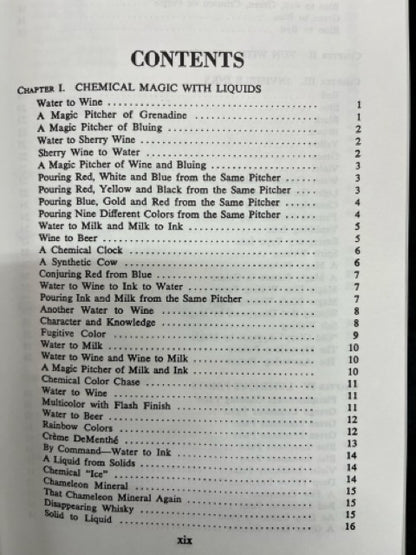 CONTENTS
CHAPTER I. CHEMICAL MAGIC WITH LIQUIDS
Water to Wine 1
A Magic Pitcher of Grenadine 1
A Magic Pitcher of Bluing 2
Water to Sherry Wine 2
Sherry Wine to Water 2
A Magic Pitcher of Wine and Bluing 3
Pouring Red, White and Blue from the Same Pitcher 3
Pouring Red, Yellow and Black from the Same Pitcher 3
Pouring Blue, Gold and Red from the Same Pitcher 4
Pouring Nine Different Colors from the Same Pitcher 4
Water to Milk and Milk to Ink 5
Wine to Beer 5
A Chemical Clock 6
A Synthetic Cow 6
Conjuring Red from Blue 7
Water to Wine to Ink to Water 7
Pouring Ink and Milk from the Same Pitcher 7
Another Water to Wine 8
Character and Knowledge 8
Fugitive Color 9
Water to Milk 10
Water to Wine and Wine to Milk 10
A Magic Pitcher of Milk and Ink 10
Chemical Color Chase 11
Water to Wine 11
Multicolor with Flash Finish 11
Water to Beer 12
Rainbow Colors 12
Crème DeMenthé 13
By Command—Water to Ink 14
A Liquid from Solids 14
Chemical "Ice" 14
Chameleon Mineral 15
That Chameleon Mineral Again 15
Disappearing Whisky 15
Solid to Liquid 16
xix